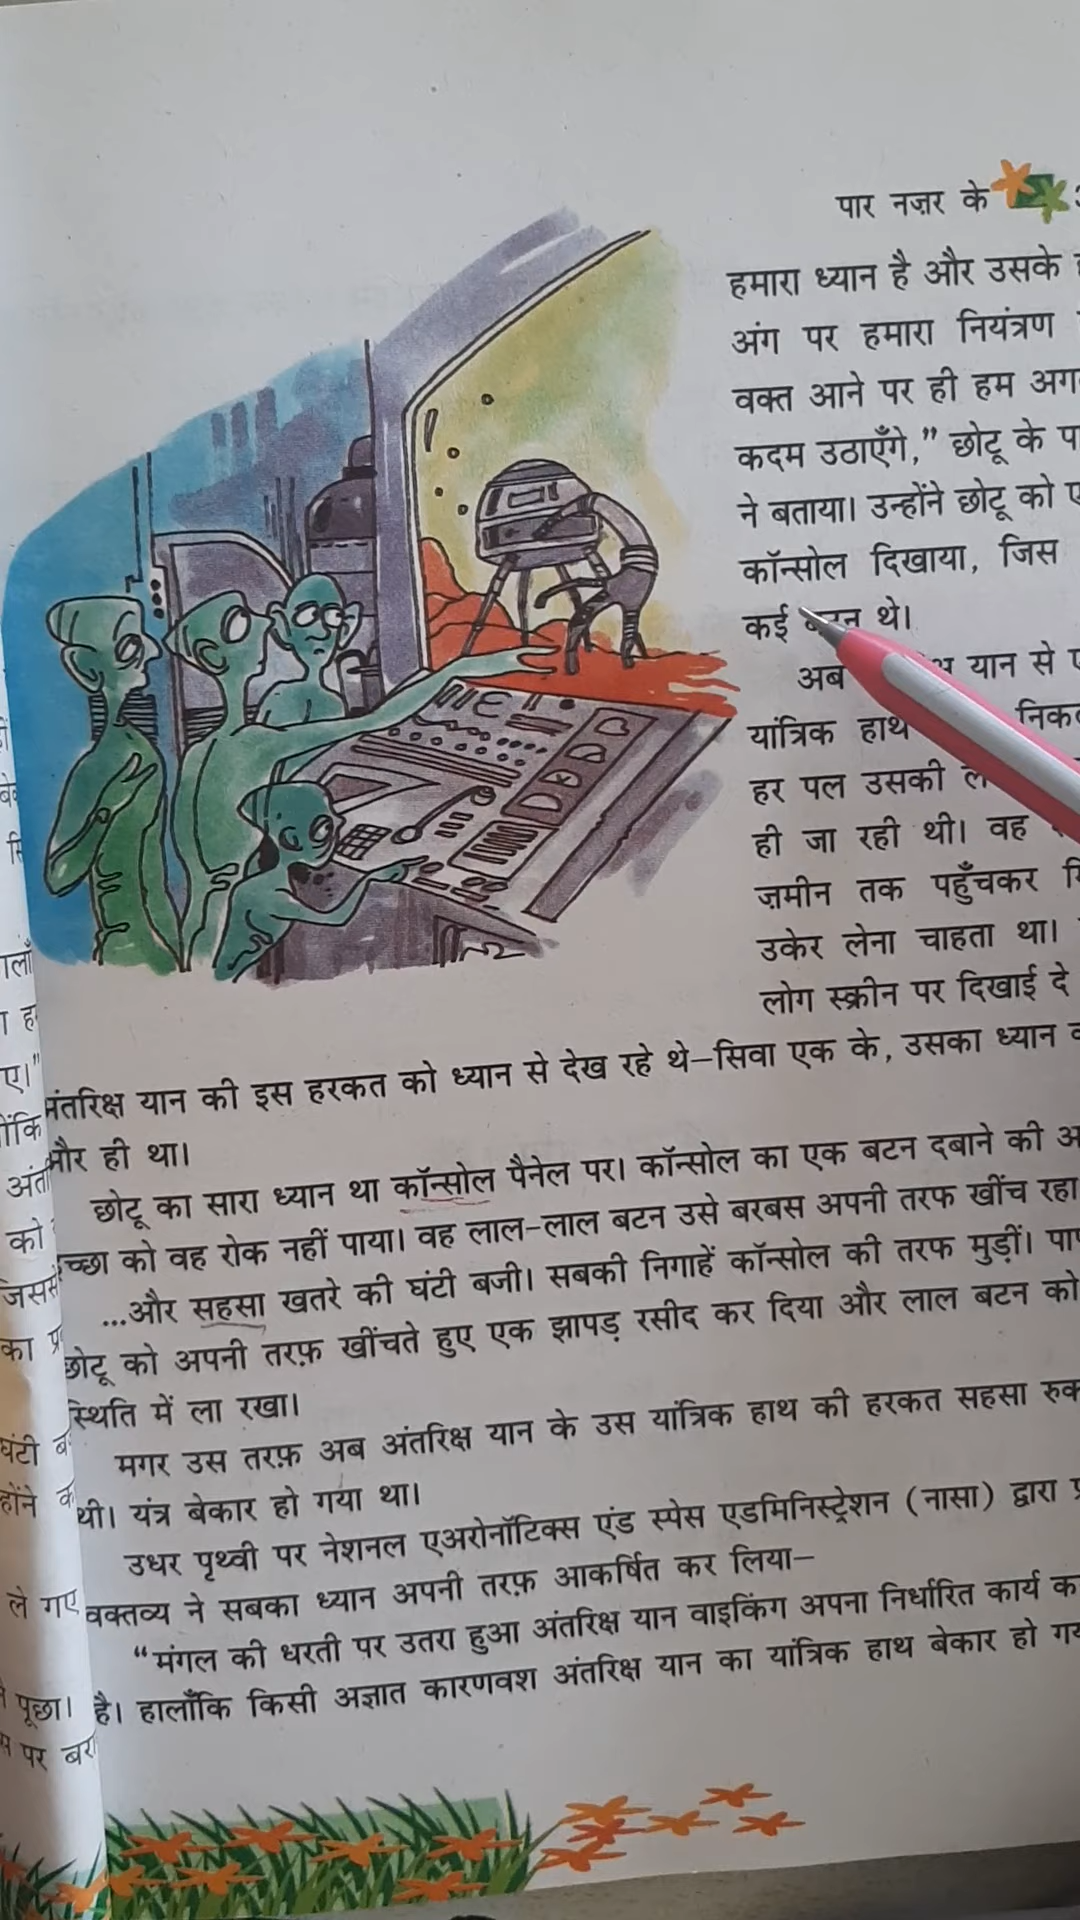 पार नज़र के
हमारा ध्यान है और उसके
अंग पर हमारा नियंत्रण
वक्त आने पर ही हम
कदम उठाएँगे,” छोटू के
ने बताया। उन्होंने छोटू को
कॉन्सोल दिखाया, जिस
कई थे।
अब यान से
यांत्रिक हाथ
हर पल उसकी
ही जा रही थी। वह
ज़मीन तक पहुँचकर
उकेर लेना चाहता था।
लोग स्क्रीन पर दिखाई दे
यान की इस हरकत को ध्यान से देख रहे थे–सिवा एक के, उसका ध्यान
ही था।
छोटू का सारा ध्यान था कॉन्सोल पैनेल पर। कॉन्सोल का एक बटन दबाने की
को वह रोक नहीं पाया। वह लाल-लाल बटन उसे बरबस अपनी तरफ खींच रहा
...और सहसा खतरे की घंटी बजी। सबकी निगाहें कॉन्सोल की तरफ मुड़ीं।
छोटू को अपनी तरफ़ खींचते हुए एक झापड़ रसीद कर दिया और लाल बटन को
स्थिति में ला रखा।
मगर उस तरफ़ अब अंतरिक्ष यान के उस यांत्रिक हाथ की हरकत सहसा
थी। यंत्र बेकार हो गया था।
उधर पृथ्वी पर नेशनल एअरोनॉटिक्स एंड स्पेस एडमिनिस्ट्रेशन (नासा) द्वारा
वक्तव्य ने सबका ध्यान अपनी तरफ़ आकर्षित कर लिया–
“मंगल की धरती पर उतरा हुआ अंतरिक्ष यान वाइकिंग अपना निर्धारित कार्य
है। हालाँकि किसी अज्ञात कारणवश अंतरिक्ष यान का यांत्रिक हाथ बेकार हो